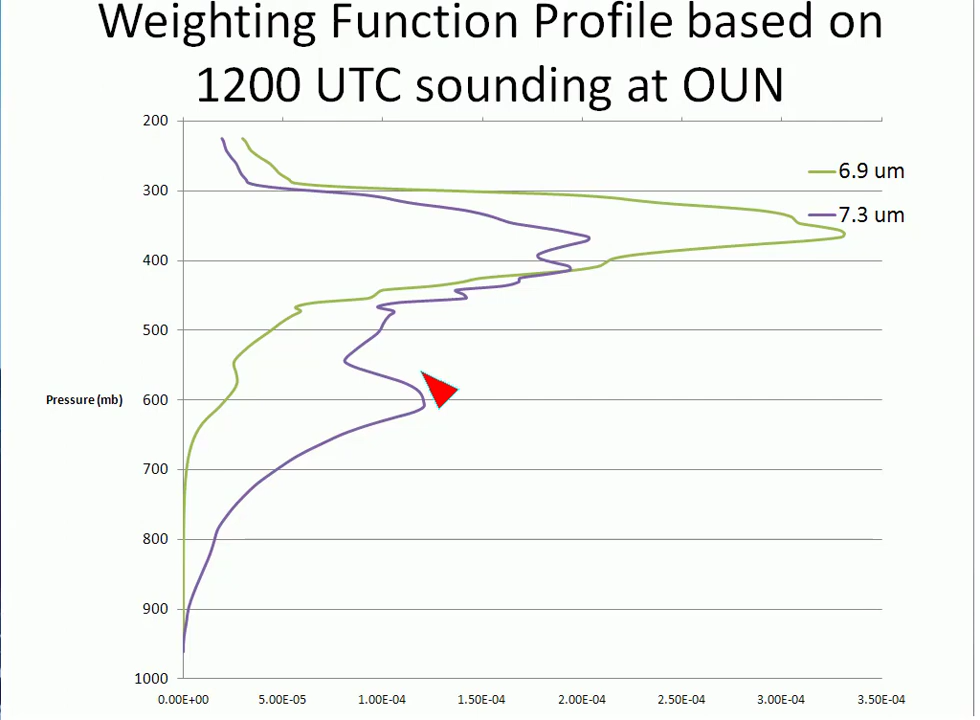 Weighting Function Profile based on
1200 UTC sounding at OUN
200
6.9 um
300
7.3 um
400
500
Pressure (mb) 600
700
800
900
1000
0.00E+00 5.00E-05 1.00E-04 1.50E-04 2.00E-04 2.50E-04 3.00E-04 3.50E-04